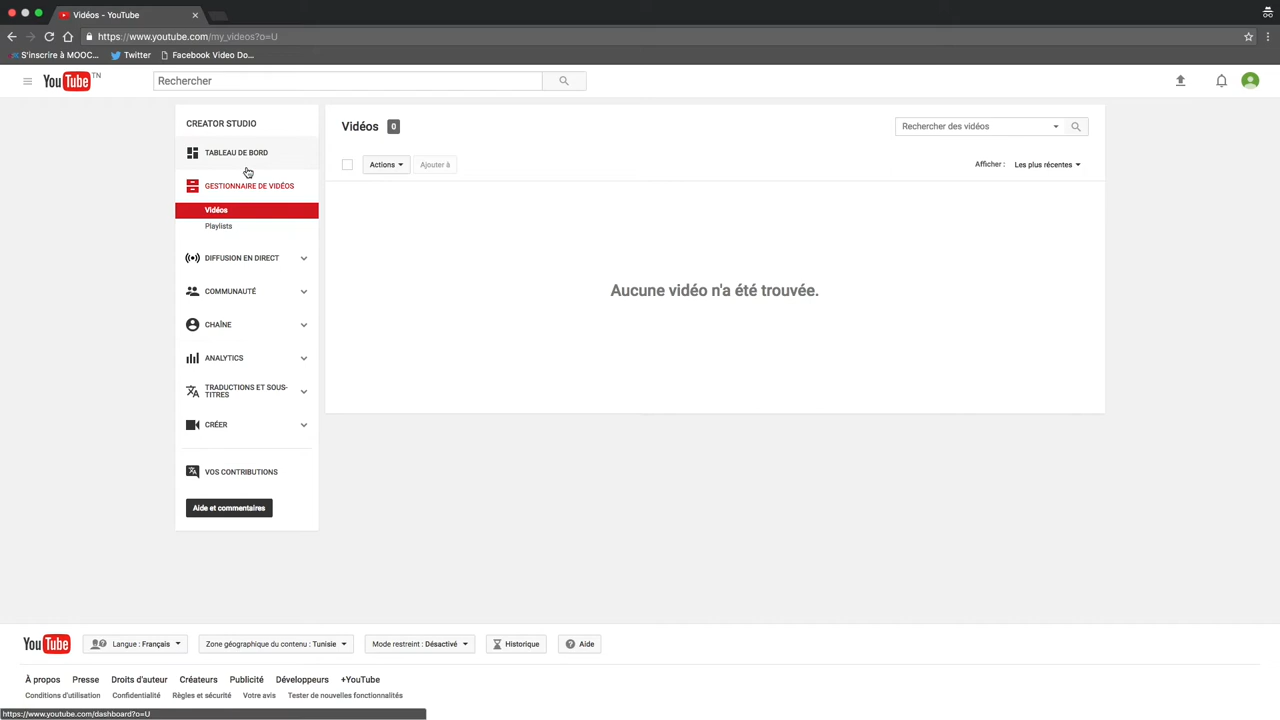 Vidéos - YouTube
https://www.youtube.com/my_videos?o=U
S'inscrire à MOOC... Twitter Facebook Video Do...
YouTube TN Rechercher
CREATOR STUDIO
TABLEAU DE BORD
GESTIONNAIRE DE VIDÉOS
Vidéos
Playlists
DIFFUSION EN DIRECT
COMMUNAUTÉ
CHAÎNE
ANALYTICS
TRADUCTIONS ET SOUS-
TITRES
CRÉER
VOS CONTRIBUTIONS
Aide et commentaires
Vidéos 0
Rechercher des vidéos
Actions Ajouter à
Afficher : Les plus récentes
Aucune vidéo n'a été trouvée.
YouTube Langue : Français Zone géographique du contenu : Tunisie Mode restreint : Désactivé Historique Aide
À propos Presse Droits d'auteur Créateurs Publicité Développeurs +YouTube
Conditions d'utilisation Confidentialité Règles et sécurité Votre avis Tester de nouvelles fonctionnalités
https://www.youtube.com/dashboard?o=U